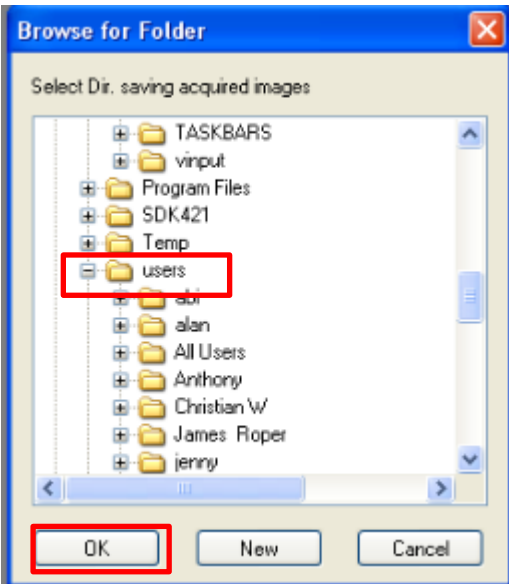 Browse for Folder
Select Dir. saving acquired images
TASKBARS
vinput
Program Files
SDK421
Temp
users
abi
alan
All Users
Anthony
Christian W
James Roper
jenny
OK New Cancel